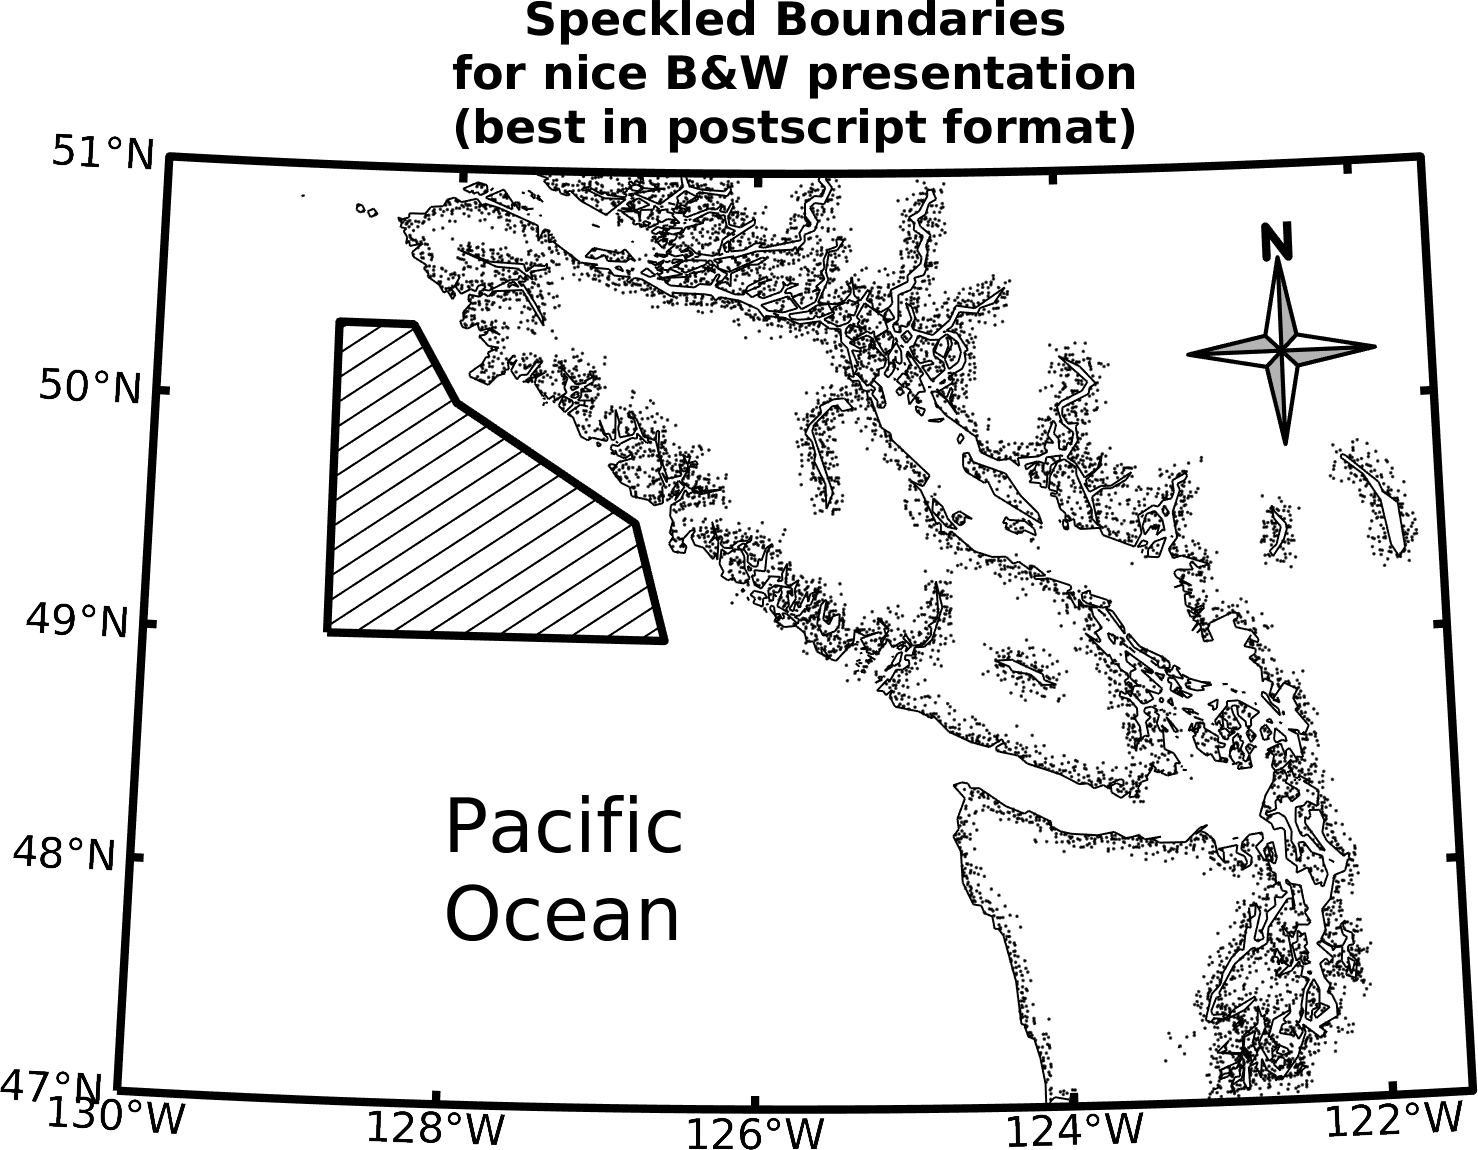 Speckled Boundaries
for nice B&W presentation
(best in postscript format)
51°N
N
50°N
49°N
Pacific
48°N
Ocean
47°N
130°W
128°W
126°W
124°W
122°W